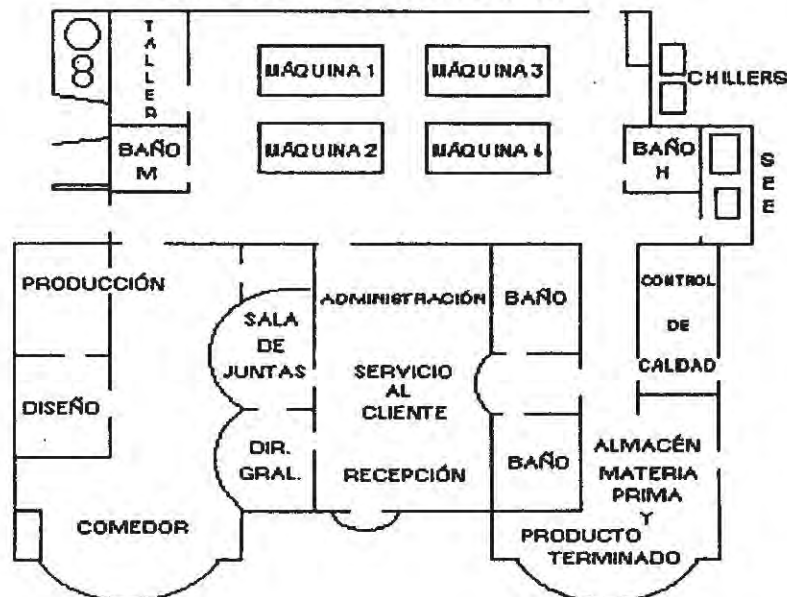 TALLER
MÁQUINA 1
MÁQUINA 3
CHILLERS
BAÑO
M
MÁQUINA 2
MÁQUINA 4
BAÑO
H
SEE
PRODUCCIÓN
SALA
DE
JUNTAS
ADMINISTRACIÓN
BAÑO
CONTROL
DE
CALIDAD
DISEÑO
SERVICIO
AL
CLIENTE
DIR.
GRAL.
RECEPCIÓN
BAÑO
ALMACÉN
MATERIA
PRIMA
Y
PRODUCTO
TERMINADO
COMEDOR